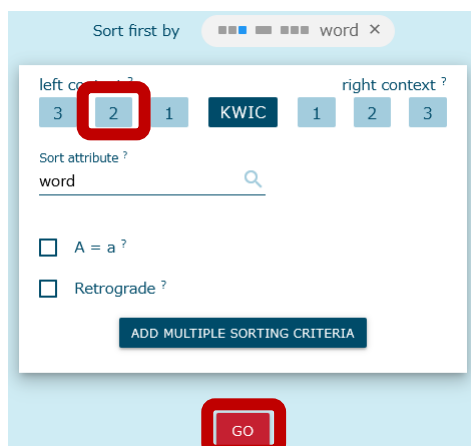 Sort first by word ×
left context ? right context ?
3 2 1 KWIC 1 2 3
Sort attribute ?
word
A = a ?
Retrograde ?
ADD MULTIPLE SORTING CRITERIA
GO